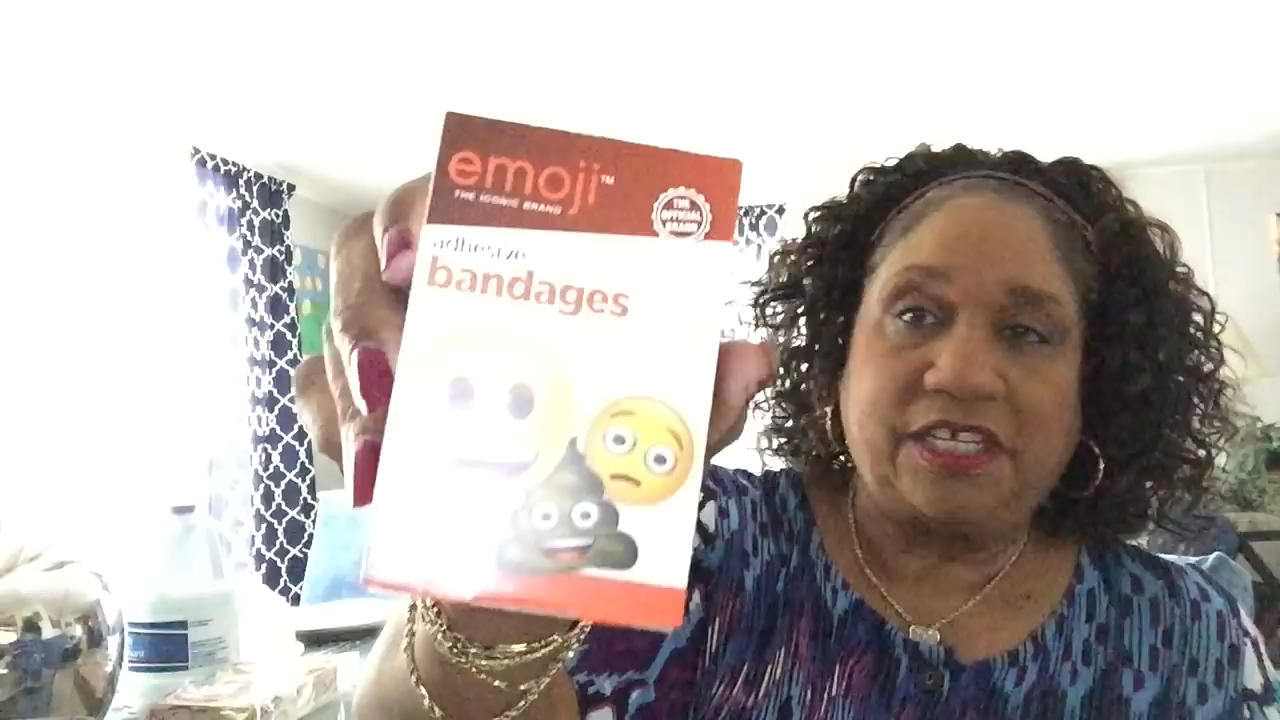 emoji™
THE ICONIC BRAND
THE
OFFICIAL
BRAND
adhesive
bandages